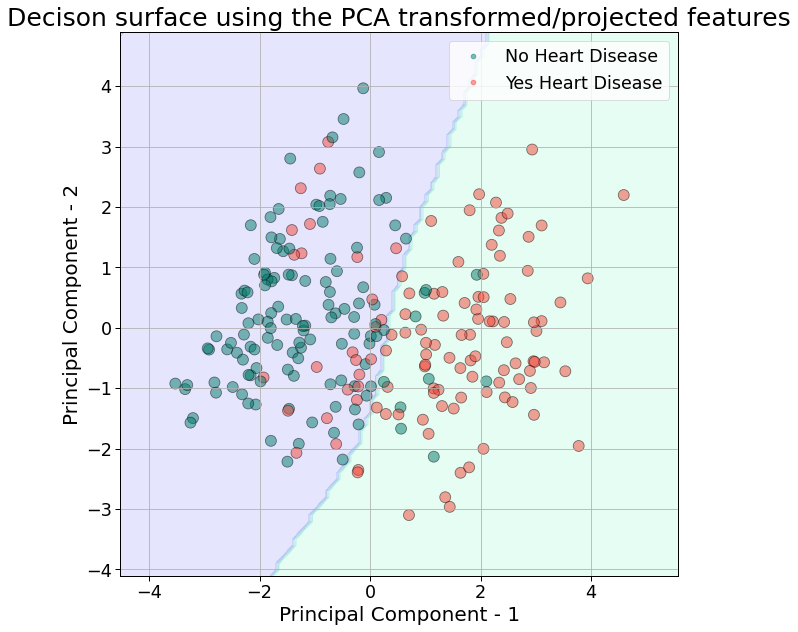 Decison surface using the PCA transformed/projected features
No Heart Disease
Yes Heart Disease
4
3
2
1
0
−1
−2
−3
−4
Principal Component - 2
−4
−2
0
2
4
Principal Component - 1